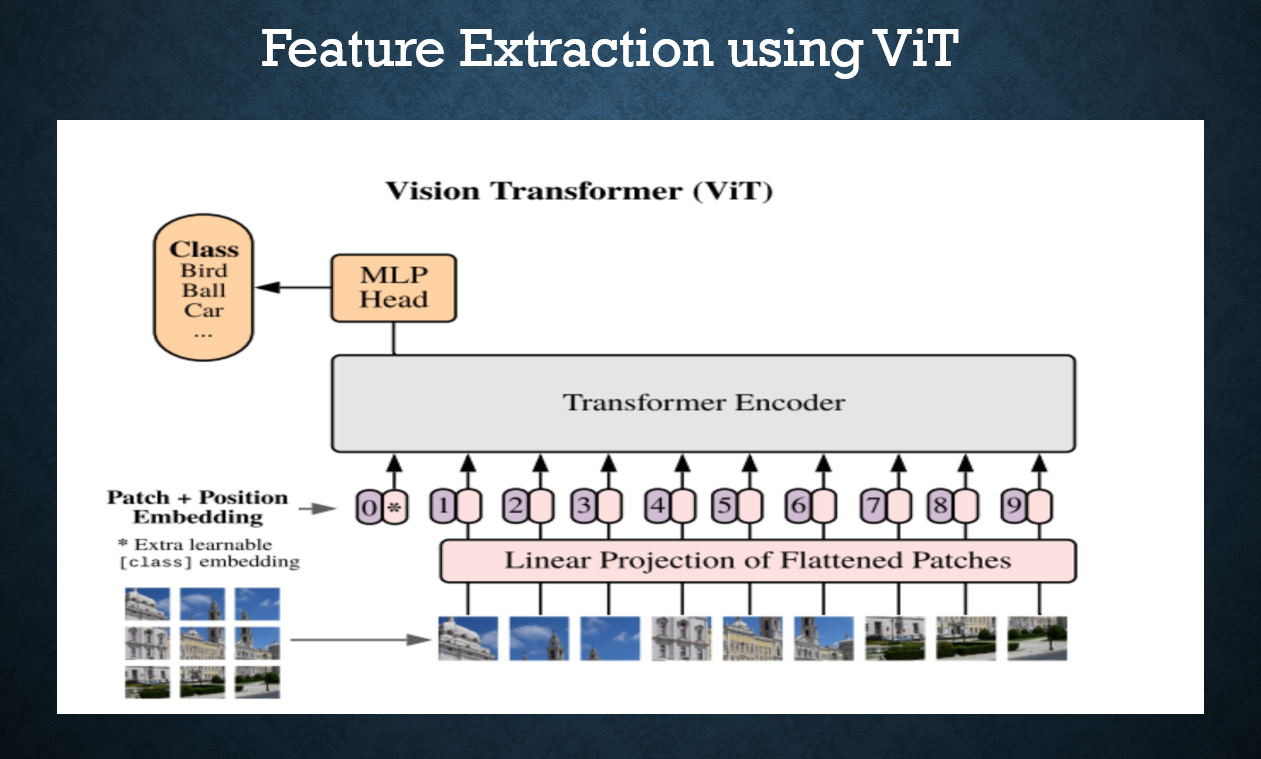 Feature Extraction using ViT
Vision Transformer (ViT)
Class
Bird
Ball
Car
...
MLP
Head
Transformer Encoder
Patch + Position
Embedding
0 * 1 2 3 4 5 6 7 8 9
* Extra learnable
[class] embedding
Linear Projection of Flattened Patches